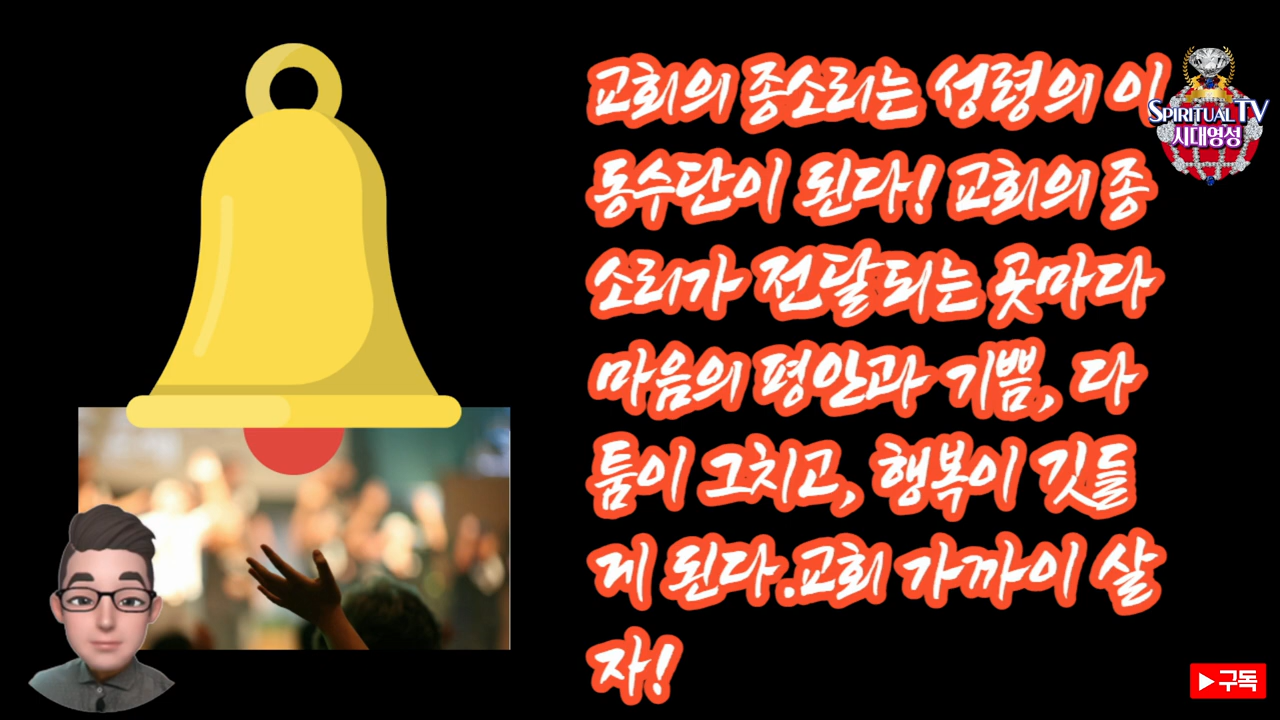 교회의 종소리는 성령의 이
동수단이 된다! 교회의 종
소리가 전달되는 곳마다
마음의 평안과 기쁨, 다
툼이 그치고, 행복이 깃들
게 된다.교회 가까이 살
자!
SPIRITUAL TV
시대영성
구독